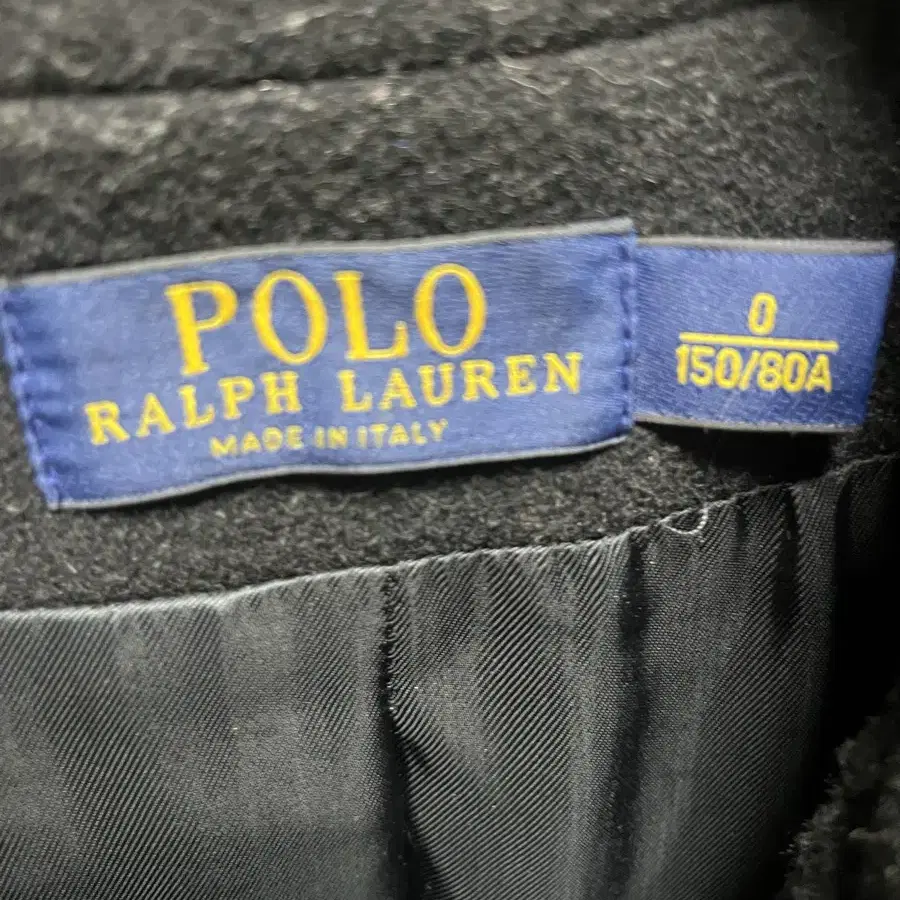 POLO
RALPH LAUREN
MADE IN ITALY
0
150/80A